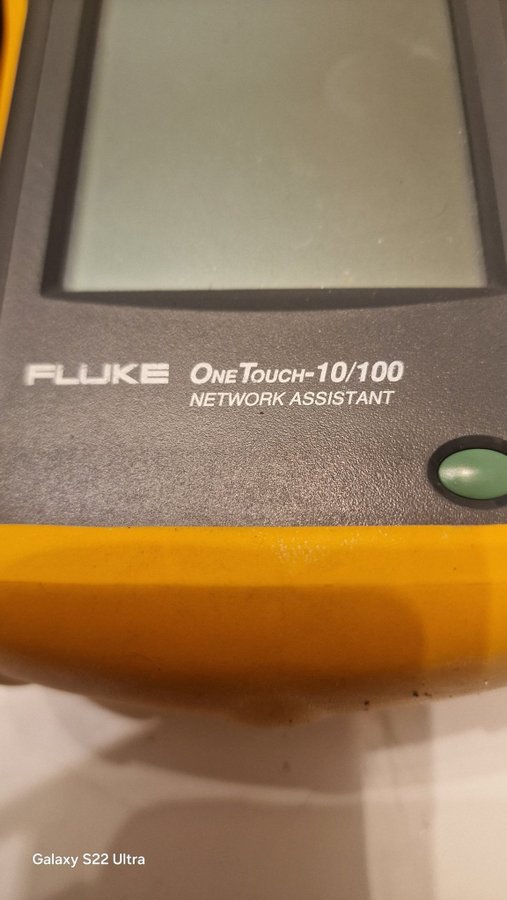 FLUKE OneTouch-10/100
NETWORK ASSISTANT
Galaxy S22 Ultra